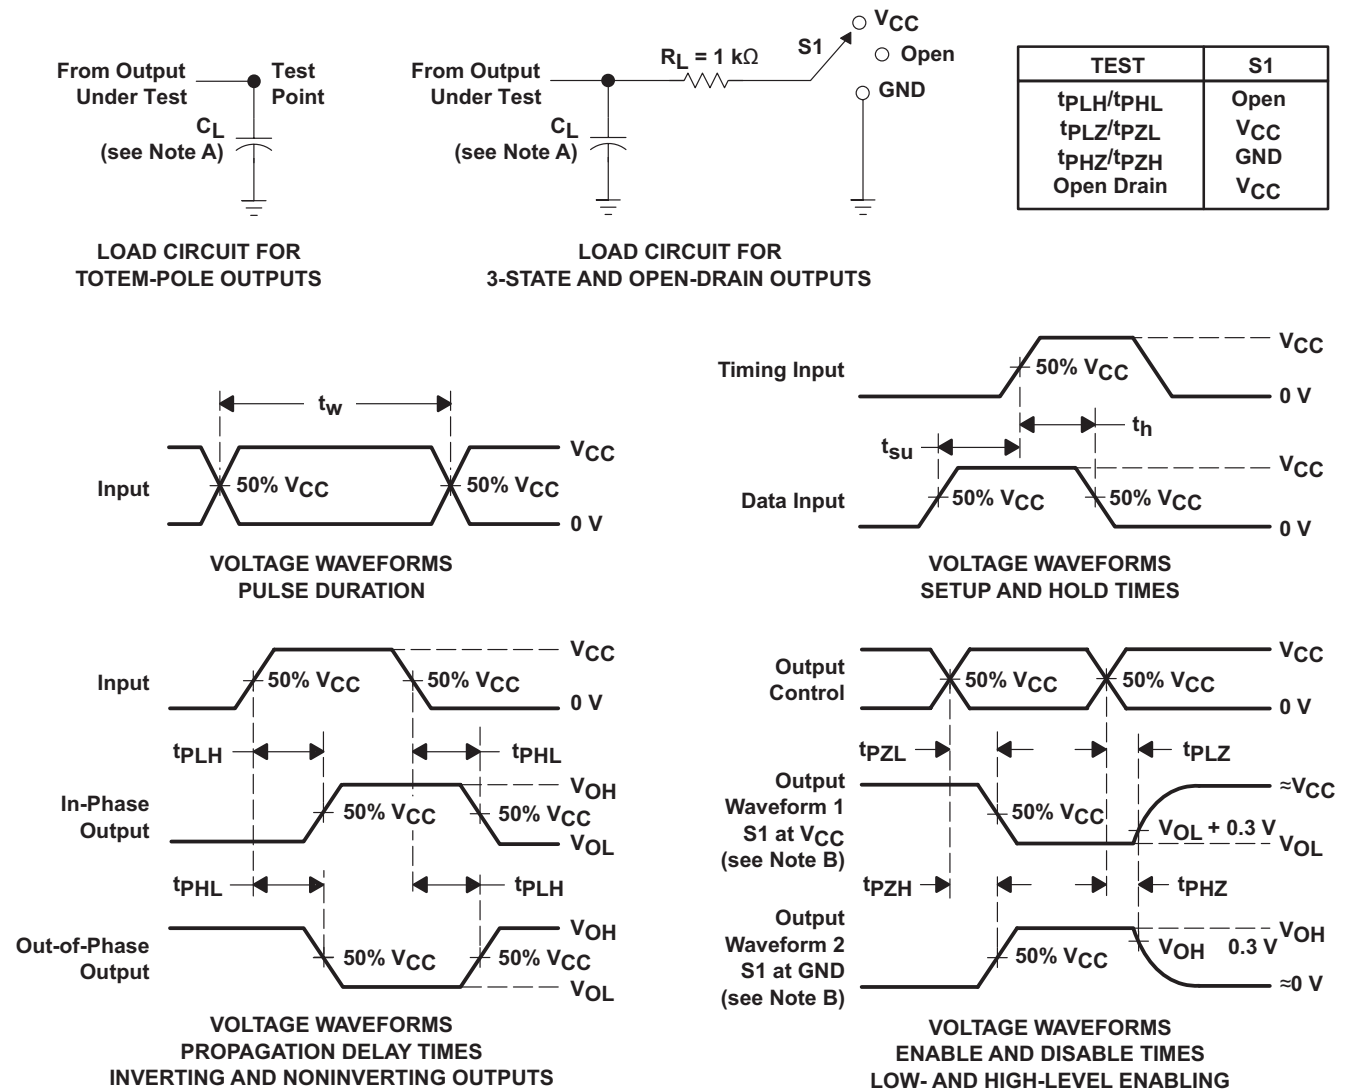 From Output
Under Test
Test
Point
CL
(see Note A)
LOAD CIRCUIT FOR
TOTEM-POLE OUTPUTS
From Output
Under Test
RL = 1 kΩ
S1
VCC
Open
GND
CL
(see Note A)
LOAD CIRCUIT FOR
3-STATE AND OPEN-DRAIN OUTPUTS
TEST S1
tPLH/tPHL Open
tPLZ/tPZL VCC
tPHZ/tPZH GND
Open Drain VCC
tw
Input
50% VCC
50% VCC
VCC
0 V
VOLTAGE WAVEFORMS
PULSE DURATION
Timing Input
50% VCC
VCC
0 V
th
tsu
Data Input
50% VCC
50% VCC
VCC
0 V
VOLTAGE WAVEFORMS
SETUP AND HOLD TIMES
Input
50% VCC
50% VCC
VCC
0 V
tPLH
tPHL
In-Phase
Output
50% VCC
50% VCC
VOH
VOL
tPHL
tPLH
Out-of-Phase
Output
50% VCC
50% VCC
VOH
VOL
VOLTAGE WAVEFORMS
PROPAGATION DELAY TIMES
INVERTING AND NONINVERTING OUTPUTS
Output
Control
50% VCC
50% VCC
VCC
0 V
tPZL
tPLZ
Output
Waveform 1
S1 at VCC
(see Note B)
50% VCC
VOL + 0.3 V
≈VCC
VOL
tPZH
tPHZ
Output
Waveform 2
S1 at GND
(see Note B)
50% VCC
VOH 0.3 V
VOH
≈0 V
VOLTAGE WAVEFORMS
ENABLE AND DISABLE TIMES
LOW- AND HIGH-LEVEL ENABLING